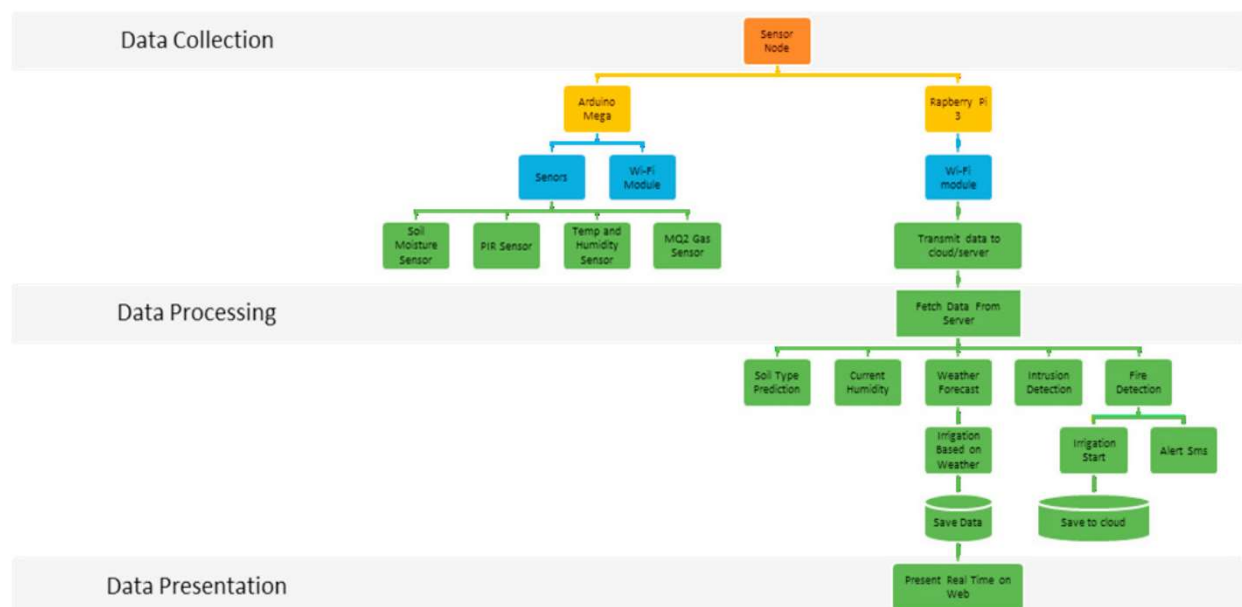 Data Collection
Sensor
Node
Arduino
Mega
Rapberry Pi
3
Senors
Wi-Fi
Module
Wi-Fi
module
Soil
Moisture
Sensor
PIR Sensor
Temp and
Humidity
Sensor
MQ2 Gas
Sensor
Transmit data to
cloud/server
Data Processing
Fetch Data From
Server
Soil Type
Prediction
Current
Humidity
Weather
Forecast
Intrusion
Detection
Fire
Detection
Irrigation
Based on
Weather
Irrigation
Start
Alert Sms
Save Data
Save to cloud
Data Presentation
Present Real Time on
Web